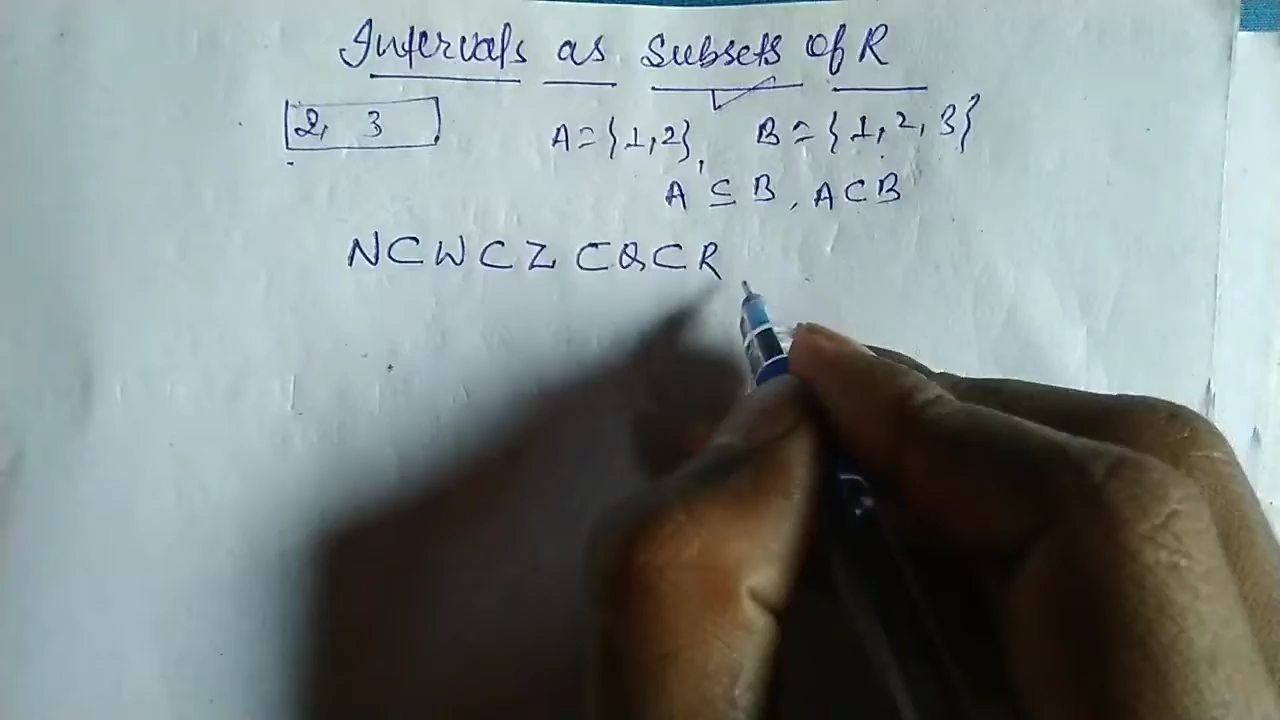 Intervals as Subsets of R
2, 3
A = {1,2}, B = {1, 2, 3}
A ⊆ B, A ⊂ B
N ⊂ W ⊂ Z ⊂ Q ⊂ R